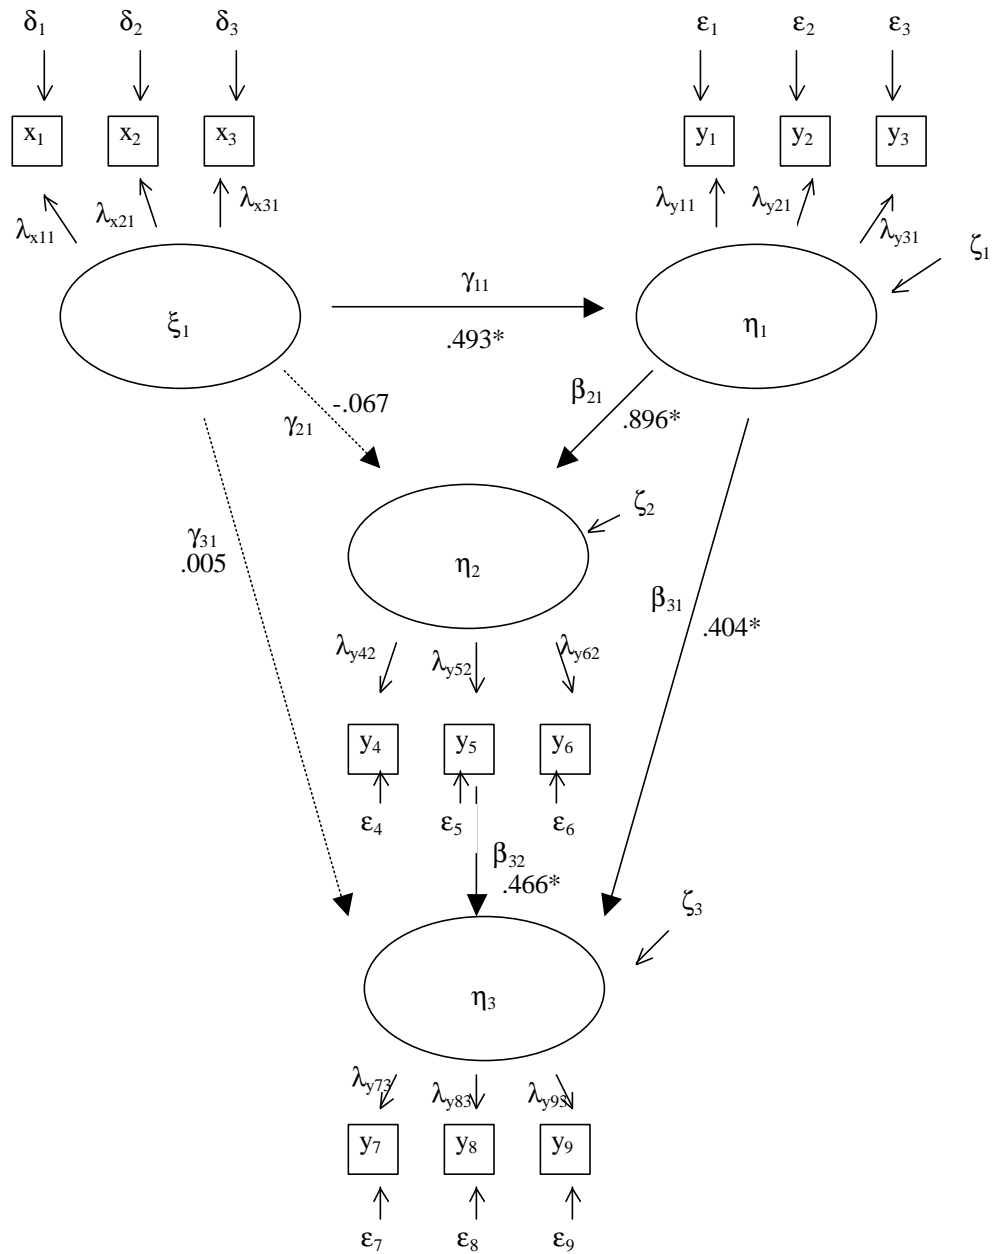 δ1 δ2 δ3 ε1 ε2 ε3
x1 x2 x3 y1 y2 y3
λx11 λx21 λx31 λy11 λy21 λy31
ζ1
γ11
ξ1 η1
.493*
-.067
γ21
β21
.896*
ζ2
γ31
.005
η2
β31
.404*
λy42 λy52 λy62
y4 y5 y6
ε4 ε5 ε6
β32
.466*
ζ3
η3
λy73 λy83 λy93
y7 y8 y9
ε7 ε8 ε9